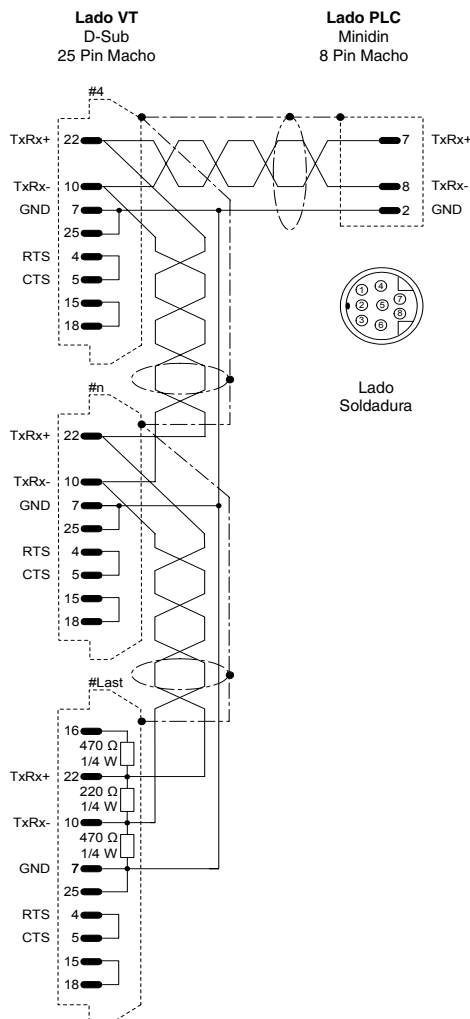 Lado VT
D-Sub
25 Pin Macho
Lado PLC
Minidin
8 Pin Macho
#4
TxRx+ 22
TxRx- 10
GND 7
25
RTS 4
CTS 5
15
18
7 TxRx+
8 TxRx-
2 GND
1 4
7
2 5
8
3 6
Lado
Soldadura
#n
TxRx+ 22
TxRx- 10
GND 7
25
RTS 4
CTS 5
15
18
#Last
16
470 Ω
1/4 W
TxRx+ 22
220 Ω
1/4 W
TxRx- 10
470 Ω
1/4 W
GND 7
25
RTS 4
CTS 5
15
18